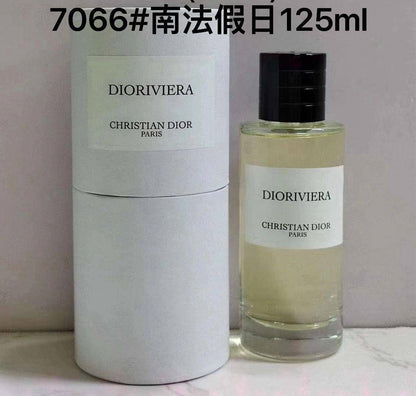 7066#南法假日125ml
DIORIVIERA
CHRISTIAN DIOR
PARIS
DIORIVIERA
CHRISTIAN DIOR
PARIS